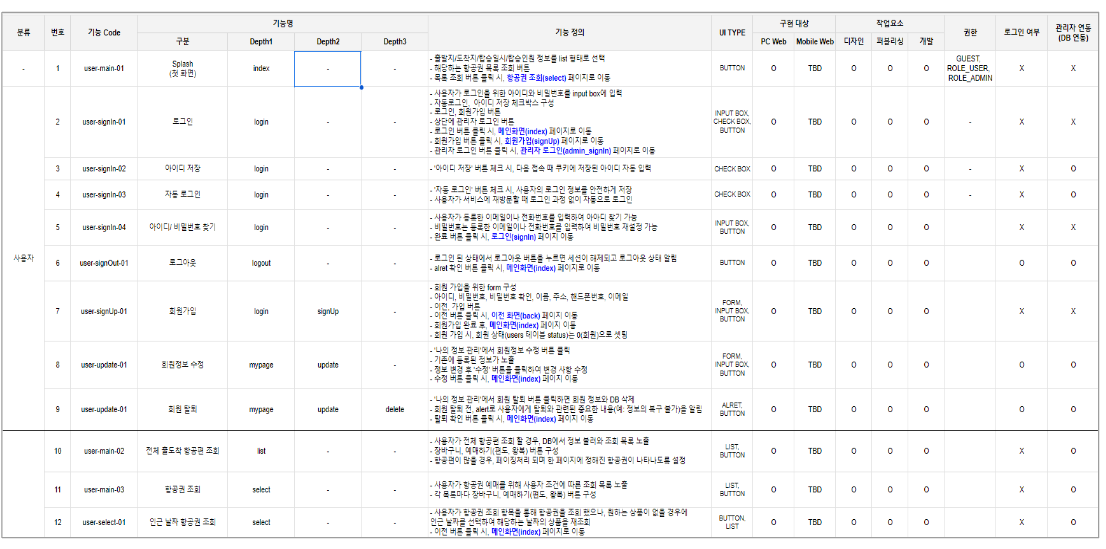 분류 번호 기능 Code 기능명 기능 정의 UI TYPE 구현 대상 작업요소 권한 로그인 여부 관리자 연동
(DB 연동)
구분 Depth1 Depth2 Depth3 PC Web Mobile Web 디자인 퍼블리싱 개발
- 출발지/도착지/탑승일시/탑승인원 정보를 list 형태로 선택
- 해당하는 항공권 목록 조회 버튼
- 목록 조회 버튼 클릭 시, 항공권 조회(select) 페이지로 이동
- 1 user-main-01 Splash
(첫 화면) index - - BUTTON O TBD O O O GUEST,
ROLE_USER,
ROLE_ADMIN X X
사용자
- 사용자가 로그인을 위한 아이디와 비밀번호를 input box에 입력
- 자동로그인, 아이디 저장 체크박스 구성
- 로그인, 회원가입 버튼
- 상단에 관리자 로그인 버튼
- 로그인 버튼 클릭 시, 메인화면(index) 페이지로 이동
- 회원가입 버튼 클릭 시, 회원가입(signUp) 페이지로 이동
- 관리자 로그인 버튼 클릭 시, 관리자 로그인(admin_signIn) 페이지로 이동
2 user-signIn-01 로그인 login - - INPUT BOX,
CHECK BOX,
BUTTON O TBD O O O - X X
3 user-signIn-02 아이디 저장 login - - - '아이디 저장' 버튼 체크 시, 다음 접속 때 쿠키에 저장된 아이디 자동 입력 CHECK BOX O TBD O O O - X O
4 user-signIn-03 자동 로그인 login - - - '자동 로그인' 버튼 체크 시, 사용자의 로그인 정보를 안전하게 저장
- 사용자가 서비스에 재방문할 때 로그인 과정 없이 자동으로 로그인 CHECK BOX O TBD O O O - X O
5 user-signIn-04 아이디/ 비밀번호 찾기 login - - - 사용자가 등록한 이메일이나 전화번호를 입력하여 아이디 찾기 가능
- 비밀번호는 등록한 이메일이나 전화번호를 입력하여 비밀번호 재설정 가능
- 완료 버튼 클릭 시, 로그인(signIn) 페이지 이동 INPUT BOX,
BUTTON O TBD O O O X X
6 user-signOut-01 로그아웃 logout - - - 로그인 된 상태에서 로그아웃 버튼을 누르면 세션이 해제되고 로그아웃 상태 알림
- alret 확인 버튼 클릭 시, 메인화면(index) 페이지로 이동 BUTTON O TBD O O O O O
7 user-signUp-01 회원가입 login signUp - - 회원 가입을 위한 form 구성
- 아이디, 비밀번호, 비밀번호 확인, 이름, 주소, 핸드폰번호, 이메일
- 이전, 가입 버튼
- 이전 버튼 클릭 시, 이전 화면(back) 페이지 이동
- 회원가입 완료 후, 메인화면(index) 페이지 이동
- 회원 가입 시, 회원 상태(users 테이블 status)는 0(회원)으로 셋팅 FORM,
INPUT BOX,
BUTTON O TBD O O O X X
8 user-update-01 회원정보 수정 mypage update - '나의 정보 관리'에서 회원정보 수정 버튼 클릭
- 기존에 등록된 정보가 노출
- 정보 변경 후 '수정' 버튼을 클릭하여 변경 사항 수정
- 수정 버튼 클릭 시, 메인화면(index) 페이지 이동 FORM,
INPUT BOX,
BUTTON O TBD O O O O O
9 user-update-01 회원 탈퇴 mypage update delete - '나의 정보 관리'에서 회원 탈퇴 버튼 클릭하면 회원 정보와 DB 삭제
- 회원 탈퇴 전, alert로 사용자에게 탈퇴와 관련된 중요한 내용(예: 정보의 복구 불가)을 알림
- 탈퇴 확인 버튼 클릭 시, 메인화면(index) 페이지 이동 ALRET,
BUTTON O TBD O O O O O
10 user-main-02 전체 출도착 항공권 조회 list - - - 사용자가 전체 항공편 조회 할 경우, DB에서 정보 불러와 조회 목록 노출
- 장바구니, 예매하기(편도, 왕복) 버튼 구성
- 항공편이 많을 경우, 페이징처리 되며 한 페이지에 정해진 항공권이 나타나도록 설정 LIST,
BUTTON O TBD O O O X O
11 user-main-03 항공권 조회 select - - - 사용자가 항공권 예매를 위해 사용자 조건에 따른 조회 목록 노출
- 각 목록마다 장바구니, 예매하기(편도, 왕복) 버튼 구성 LIST,
BUTTON O TBD O O O X O
12 user-select-01 인근 날짜 항공권 조회 select - - - 사용자가 항공권 조회 항목을 통해 항공권을 조회 했으나, 원하는 상품이 없을 경우에
인근 날짜를 선택하여 해당하는 날짜의 상품을 재조회
- 이전 버튼 클릭 시, 메인화면(index) 페이지로 이동 BUTTON,
LIST O TBD O O O X O